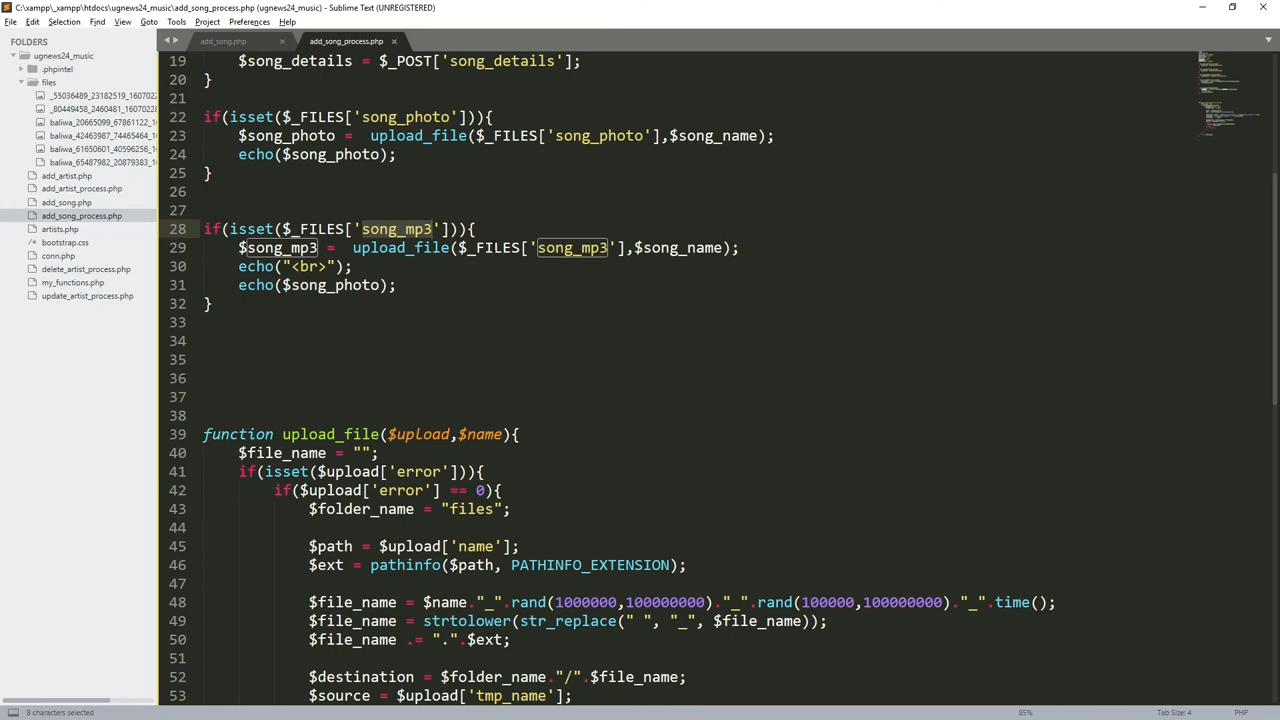 C:\xampp\_xampp\htdocs\ugnews24_music\add_song_process.php (ugnews24_music) - Sublime Text (UNREGISTERED)
File Edit Selection Find View Goto Tools Project Preferences Help
FOLDERS
ugnews24_music
.phpintel
files
_55036489_23182519_1607022
_80449458_2460481_16070228
baliwa_20665099_67861122_16
baliwa_42463987_74465464_16
baliwa_61650601_40596256_16
baliwa_65487982_20879383_16
add_artist.php
add_artist_process.php
add_song.php
add_song_process.php
artists.php
bootstrap.css
conn.php
delete_artist_process.php
my_functions.php
update_artist_process.php
add_song.php × add_song_process.php ×
19 $song_details = $_POST['song_details'];
20 }
21
22 if(isset($_FILES['song_photo'])){
23 $song_photo =  upload_file($_FILES['song_photo'],$song_name);
24 echo($song_photo);
25 }
26
27
28 if(isset($_FILES['song_mp3'])){
29 $song_mp3 =  upload_file($_FILES['song_mp3'],$song_name);
30 echo("<br>");
31 echo($song_photo);
32 }
33
34
35
36
37
38
39 function upload_file($upload,$name){
40 $file_name = "";
41 if(isset($upload['error'])){
42 if($upload['error'] == 0){
43 $folder_name = "files";
44
45 $path = $upload['name'];
46 $ext = pathinfo($path, PATHINFO_EXTENSION);
47
48 $file_name = $name."_".rand(1000000,100000000)."_".rand(100000,100000000)."_".time();
49 $file_name = strtolower(str_replace(" ", "_", $file_name));
50 $file_name .= ".".$ext;
51
52 $destination = $folder_name."/".$file_name;
53 $source = $upload['tmp_name'];
8 characters selected 85% Tab Size: 4 PHP